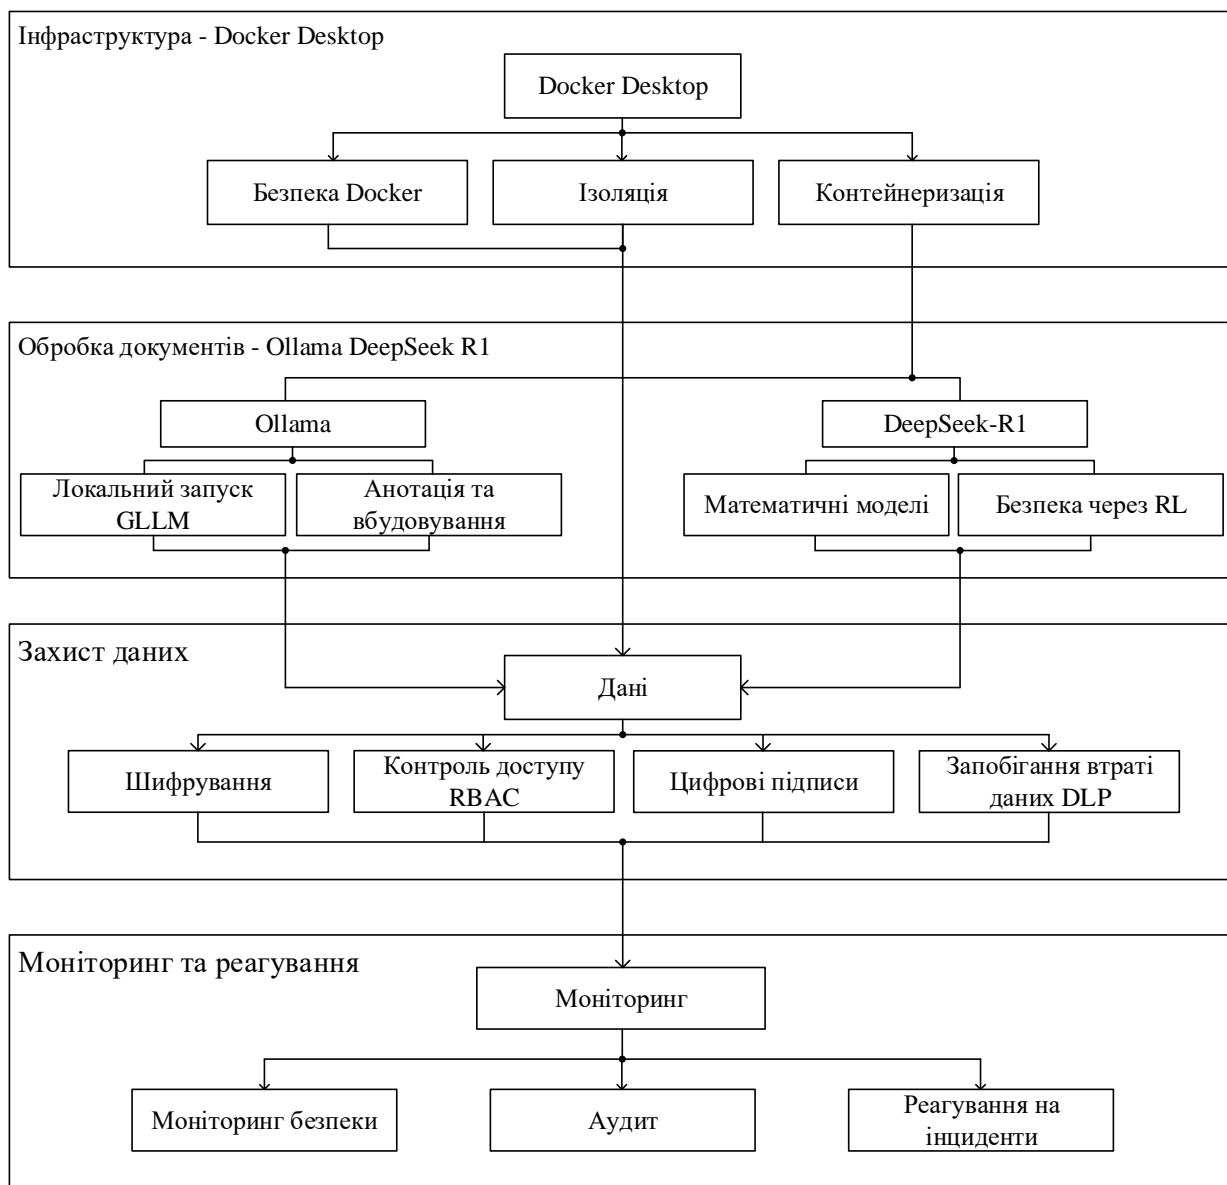 Інфраструктура - Docker Desktop
Docker Desktop
Безпека Docker
Ізоляція
Контейнеризація
Обробка документів - Ollama DeepSeek R1
Ollama
DeepSeek-R1
Локальний запуск
GLLM
Анотація та
вбудовування
Математичні моделі
Безпека через RL
Захист даних
Дані
Шифрування
Контроль доступу
RBAC
Цифрові підписи
Запобігання втраті
даних DLP
Моніторинг та реагування
Моніторинг
Моніторинг безпеки
Аудит
Реагування на
інциденти